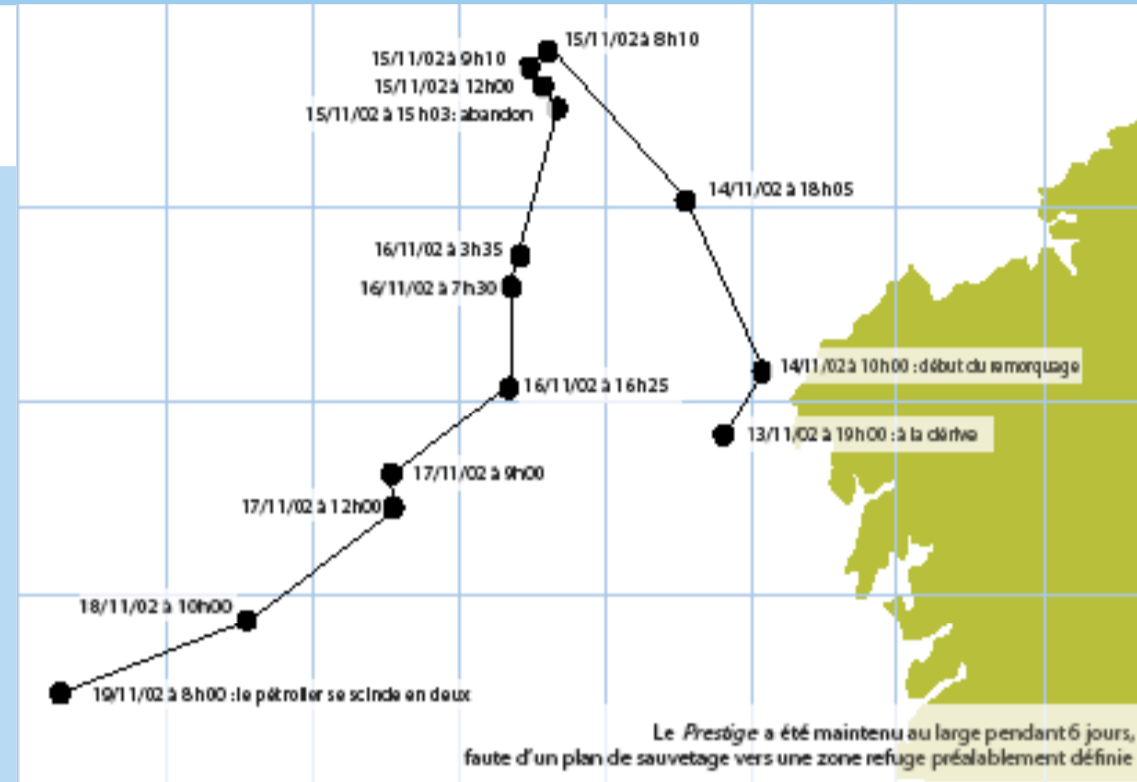 15/11/02 à 8h10
15/11/02 à 9h10
15/11/02 à 12h00
15/11/02 à 15h03 : abandon
14/11/02 à 18h05
16/11/02 à 3h35
16/11/02 à 7h30
14/11/02 à 10h00 : début du remorquage
16/11/02 à 16h25
13/11/02 à 19h00 : à la dérive
17/11/02 à 9h00
17/11/02 à 12h00
18/11/02 à 10h00
19/11/02 à 8h00 : le pétrolier se scinde en deux
Le Prestige a été maintenu au large pendant 6 jours,
faute d'un plan de sauvetage vers une zone refuge préalablement définie